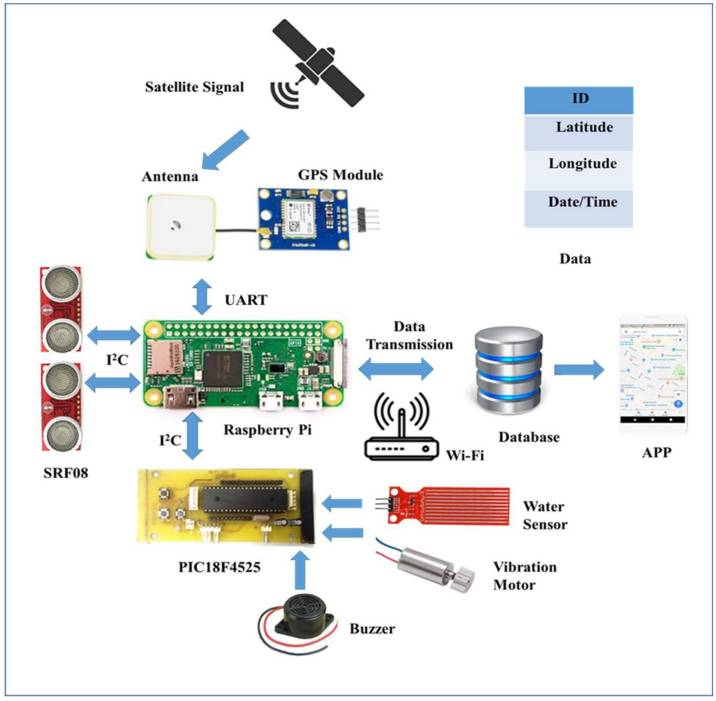 Satellite Signal
ID
Latitude
Longitude
Date/Time
Data
Antenna
GPS Module
UART
I²C
Data
Transmission
I²C
Raspberry Pi
Database
APP
SRF08
Wi-Fi
PIC18F4525
Water
Sensor
Vibration
Motor
Buzzer